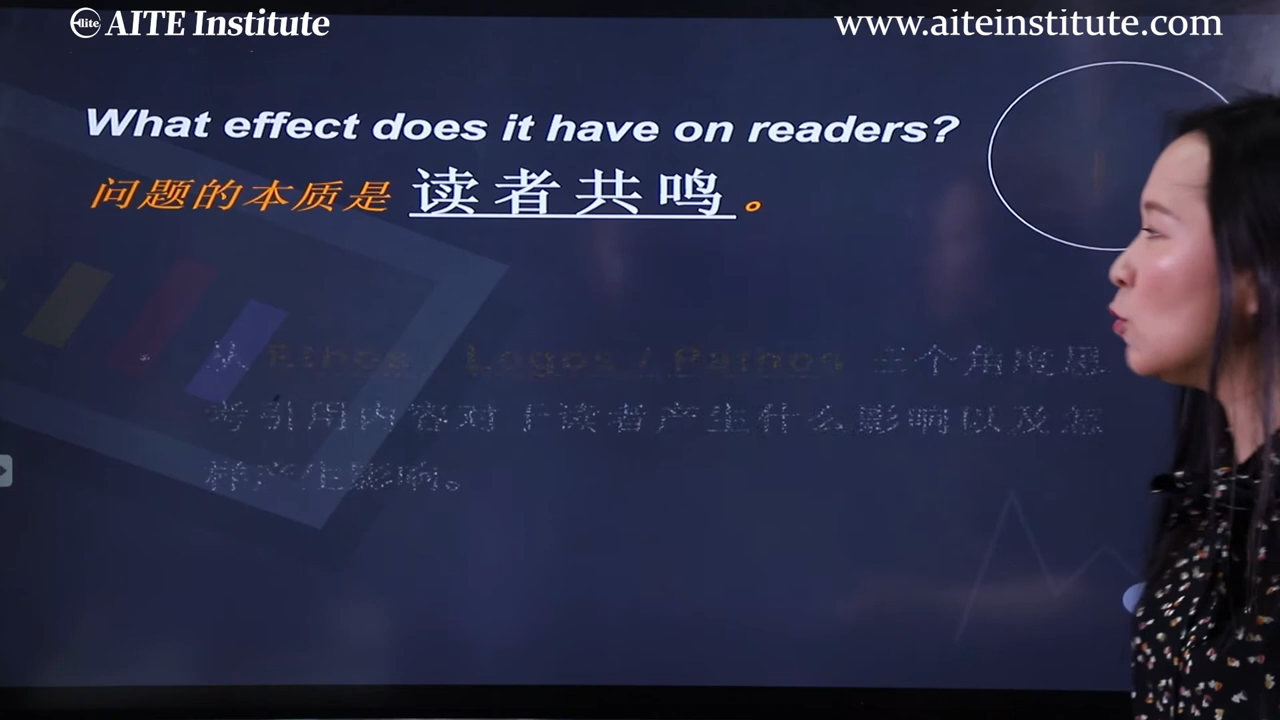 Elite AITE Institute
www.aiteinstitute.com
What effect does it have on readers?
问题的本质是 读者共鸣 。
从 Ethos / Logos / Pathos 三个角度思
考引用内容对于读者产生什么影响以及怎
样产生影响。